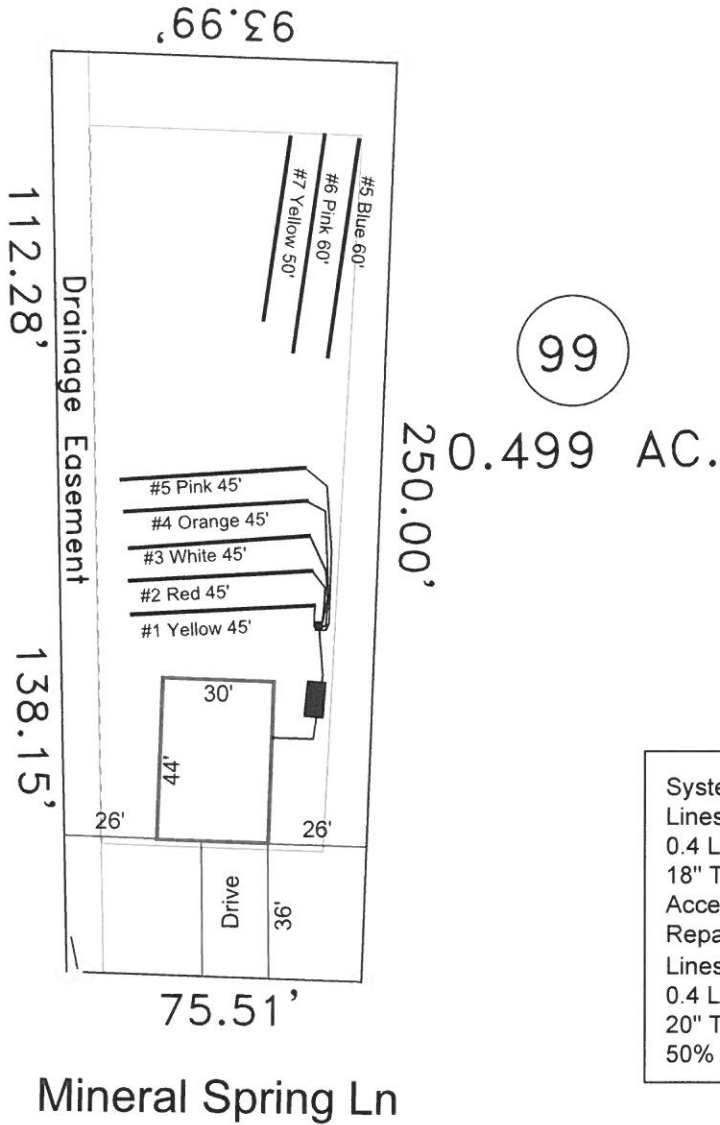 93.99'
#5 Blue 60'
#6 Pink 60'
#7 Yellow 50'
112.28'
Drainage Easement
99
0.499 AC.
250.00'
#5 Pink 45'
#4 Orange 45'
#3 White 45'
#2 Red 45'
#1 Yellow 45'
138.15'
30'
44'
26'
26'
Drive
36'
75.51'
Mineral Spring Ln
Syste
Lines
0.4 L
18" T
Acce
Repa
Lines
0.4 L
20" T
50%